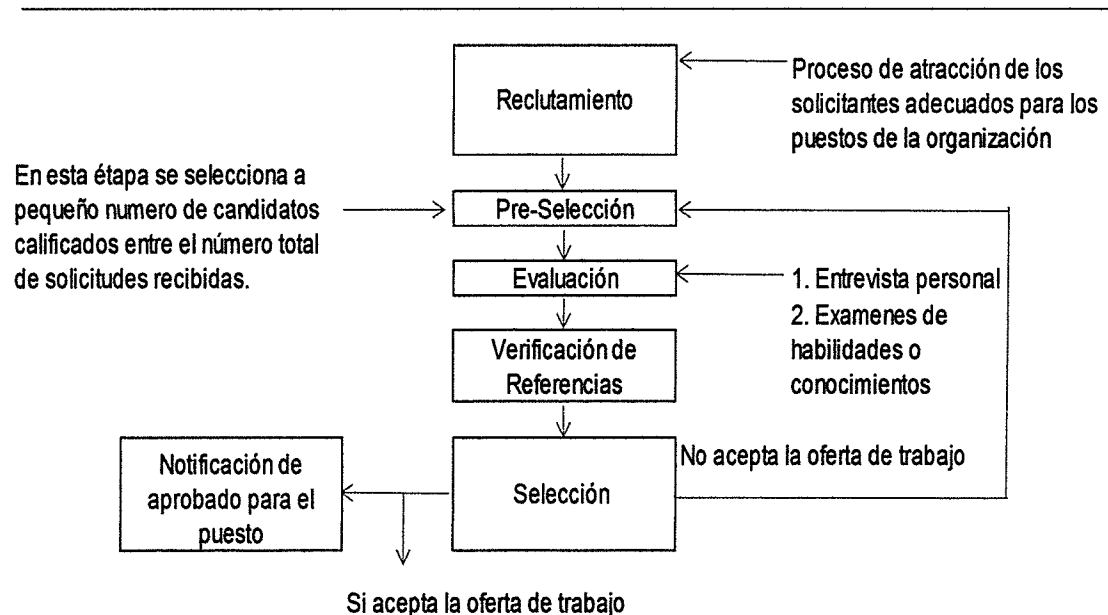 Reclutamiento
Proceso de atracción de los
solicitantes adecuados para los
puestos de la organización
En esta étapa se selecciona a
pequeño numero de candidatos
calificados entre el número total
de solicitudes recibidas.
Pre-Selección
Evaluación
1. Entrevista personal
2. Examenes de
habilidades o
conocimientos
Verificación de
Referencias
Selección
No acepta la oferta de trabajo
Notificación de
aprobado para el
puesto
Si acepta la oferta de trabajo